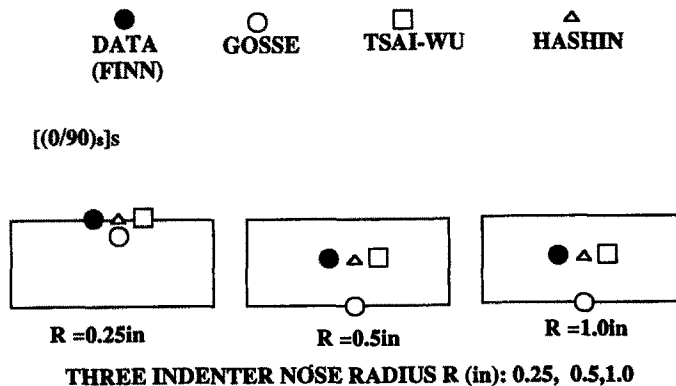 DATA (FINN)
GOSSE
TSAI-WU
HASHIN
[(0/90)s]s
R =0.25in
R =0.5in
R =1.0in
THREE INDENTER NOSE RADIUS R (in): 0.25, 0.5,1.0